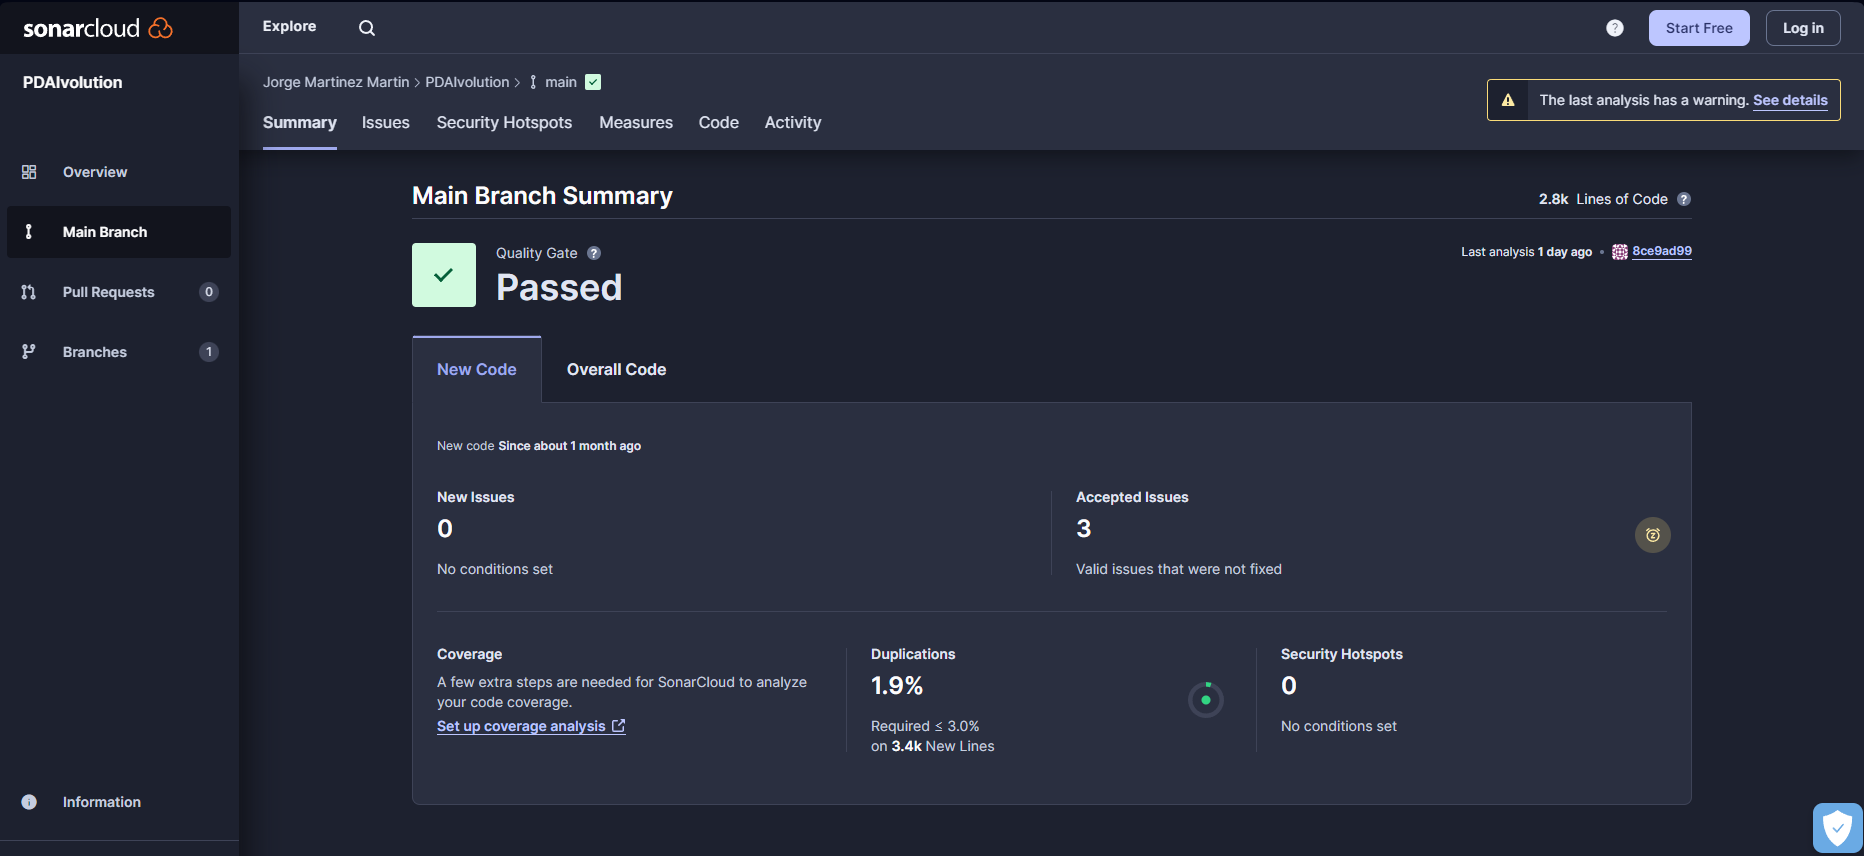 sonarcloud
Explore
?
Start Free
Log in
PDAIvolution
Jorge Martinez Martin > PDAIvolution > main
The last analysis has a warning. See details
Summary Issues Security Hotspots Measures Code Activity
Overview
Main Branch
Pull Requests 0
Branches 1
Information
Main Branch Summary
2.8k Lines of Code ?
Quality Gate ?
Passed
Last analysis 1 day ago • 8ce9ad99
New Code
Overall Code
New code Since about 1 month ago
New Issues
0
No conditions set
Accepted Issues
3
Valid issues that were not fixed
Coverage
A few extra steps are needed for SonarCloud to analyze
your code coverage.
Set up coverage analysis
Duplications
1.9%
Required ≤ 3.0%
on 3.4k New Lines
Security Hotspots
0
No conditions set